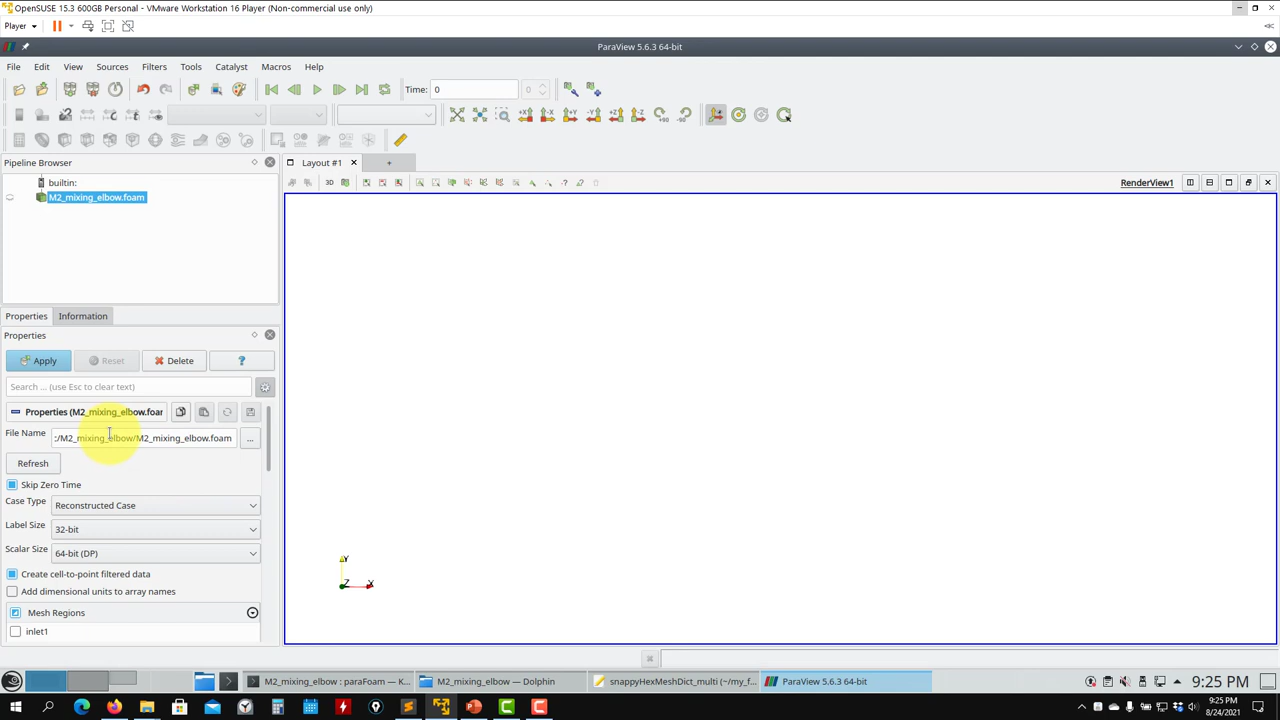 OpenSUSE 15.3 600GB Personal - VMware Workstation 16 Player (Non-commercial use only)
Player
ParaView 5.6.3 64-bit
File Edit View Sources Filters Tools Catalyst Macros Help
Time: 0 0
+X -X +Y -Y +Z -Z +90 -90
Pipeline Browser
Layout #1
builtin:
3D
RenderView1
M2_mixing_elbow.foam
Properties Information
Properties
Apply Reset Delete ?
Search ... (use Esc to clear text)
Properties (M2_mixing_elbow.foar
File Name :/M2_mixing_elbow/M2_mixing_elbow.foam ...
Refresh
Skip Zero Time
Case Type Reconstructed Case
Label Size 32-bit
Scalar Size 64-bit (DP)
Create cell-to-point filtered data
Add dimensional units to array names
Mesh Regions
inlet1
Y
Z X
M2_mixing_elbow : paraFoam — K... M2_mixing_elbow — Dolphin snappyHexMeshDict_multi (~/my_f... ParaView 5.6.3 64-bit 9:25 PM
9:25 PM
8/24/2021